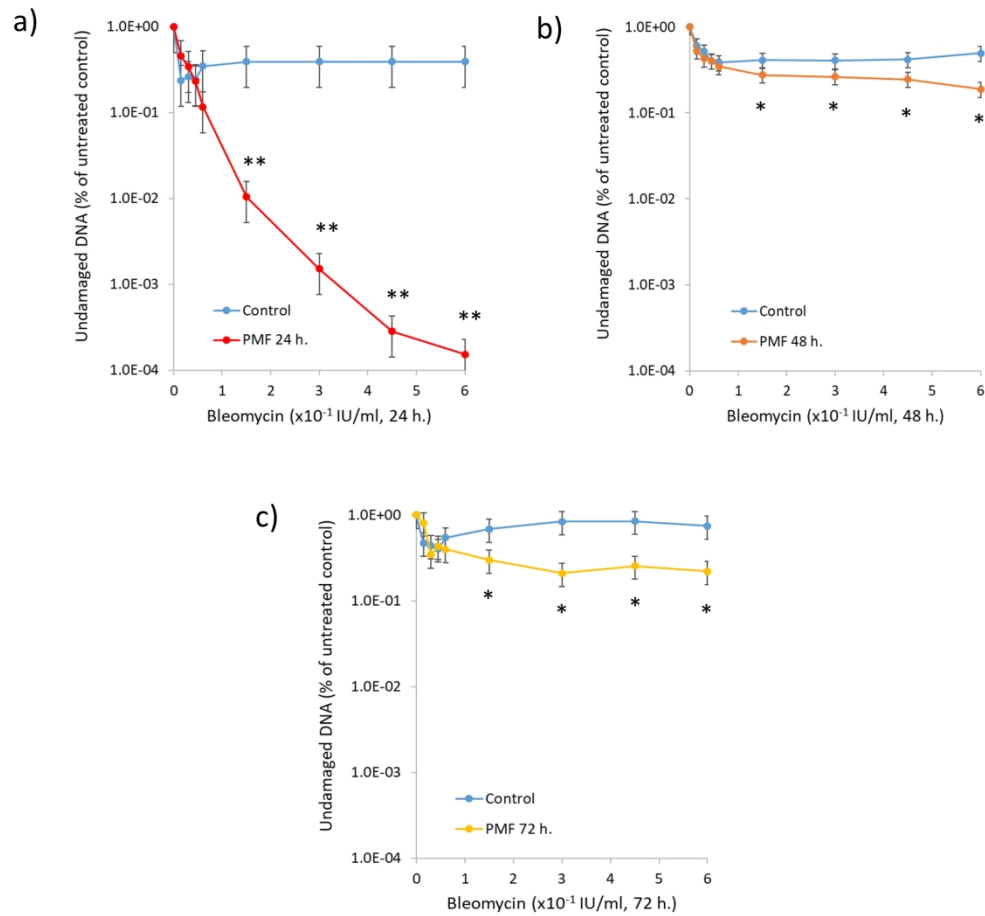 a)
Undamaged DNA (% of untreated control)
1.0E+00
1.0E-01
1.0E-02
1.0E-03
1.0E-04
**
**
**
**
Control
PMF 24 h.
0 1 2 3 4 5 6
Bleomycin (x10⁻¹ IU/ml, 24 h.)
b)
Undamaged DNA (% of untreated control)
1.0E+00
1.0E-01
1.0E-02
1.0E-03
1.0E-04
* * * *
Control
PMF 48 h.
0 1 2 3 4 5 6
Bleomycin (x10⁻¹ IU/ml, 48 h.)
c)
Undamaged DNA (% of untreated control)
1.0E+00
1.0E-01
1.0E-02
1.0E-03
1.0E-04
* * * *
Control
PMF 72 h.
0 1 2 3 4 5 6
Bleomycin (x10⁻¹ IU/ml, 72 h.)